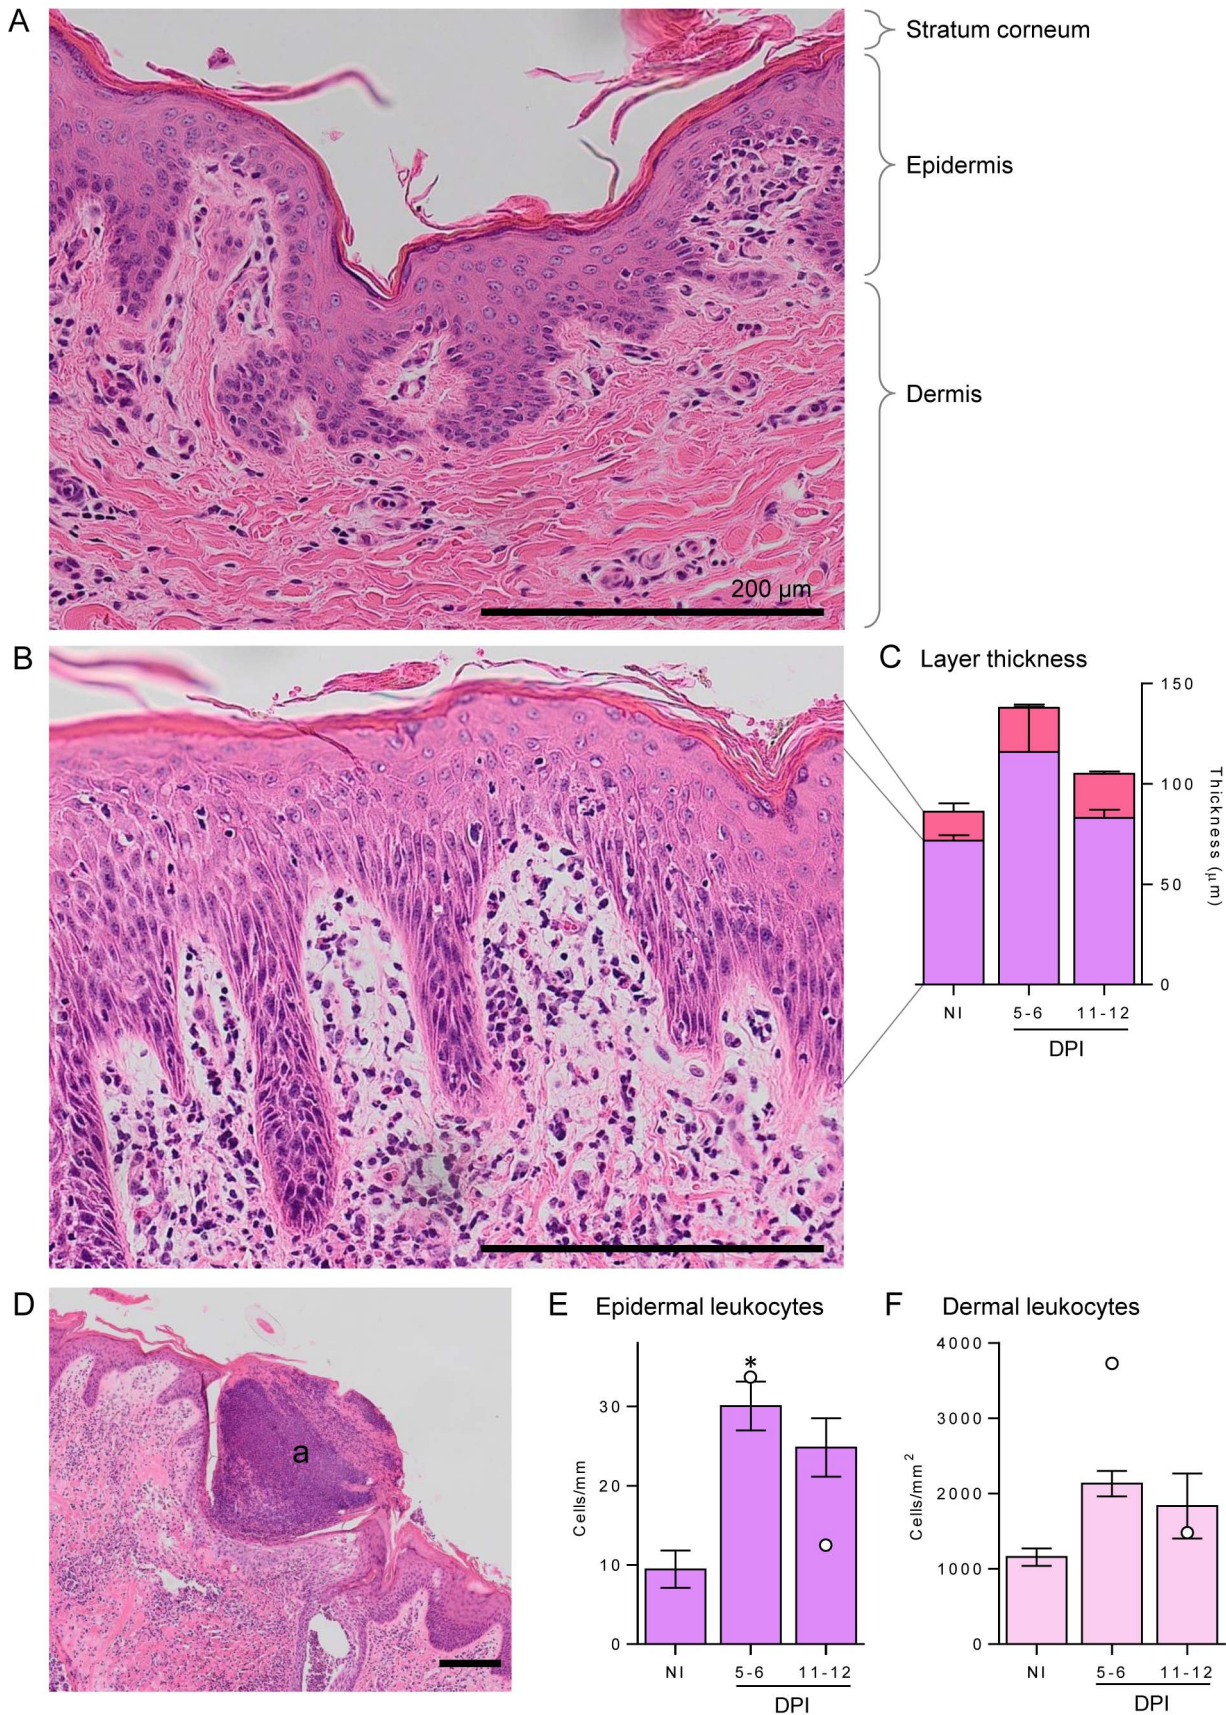 A
Stratum corneum
Epidermis
Dermis
200 μm
B
C Layer thickness
150
100
50
0
Thickness (μm)
NI 5-6 11-12
DPI
D
a
E Epidermal leukocytes
*
30
20
10
0
Cells/mm
NI 5-6 11-12
DPI
F Dermal leukocytes
4000
3000
2000
1000
0
Cells/mm²
NI 5-6 11-12
DPI